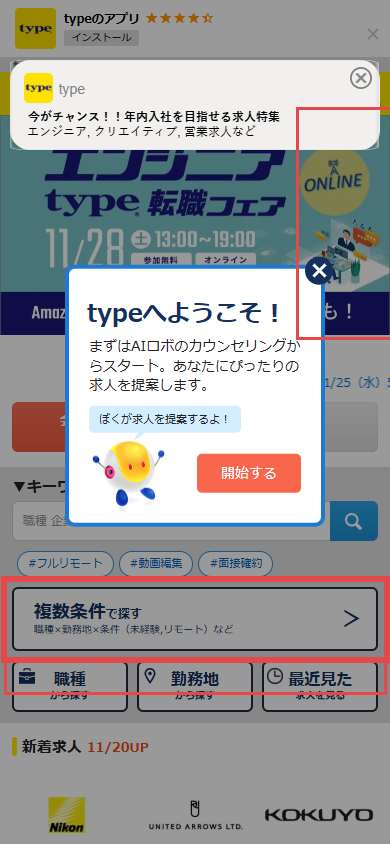 type
typeのアプリ
インストール
type
type
今がチャンス！！年内入社を目指せる求人特集
エンジニア, クリエイティブ, 営業求人など
エンジニア
type 転職フェア
ONLINE
11/28 土 13:00～19:00
参加無料 オンライン
Amaz
も！
typeへようこそ！
まずはAIロボのカウンセリングか
らスタート。あなたにぴったりの
求人を提案します。
1/25（水）
ぼくが求人を提案するよ！
開始する
▼キーワ
職種 企
#フルリモート
#動画編集
#面接確約
複数条件で探す
職種×勤務地×条件（未経験,リモート）など
職種
から探す
勤務地
から探す
最近見た
求人を見る
新着求人 11/20UP
Nikon
UNITED ARROWS LTD.
KOKUYO